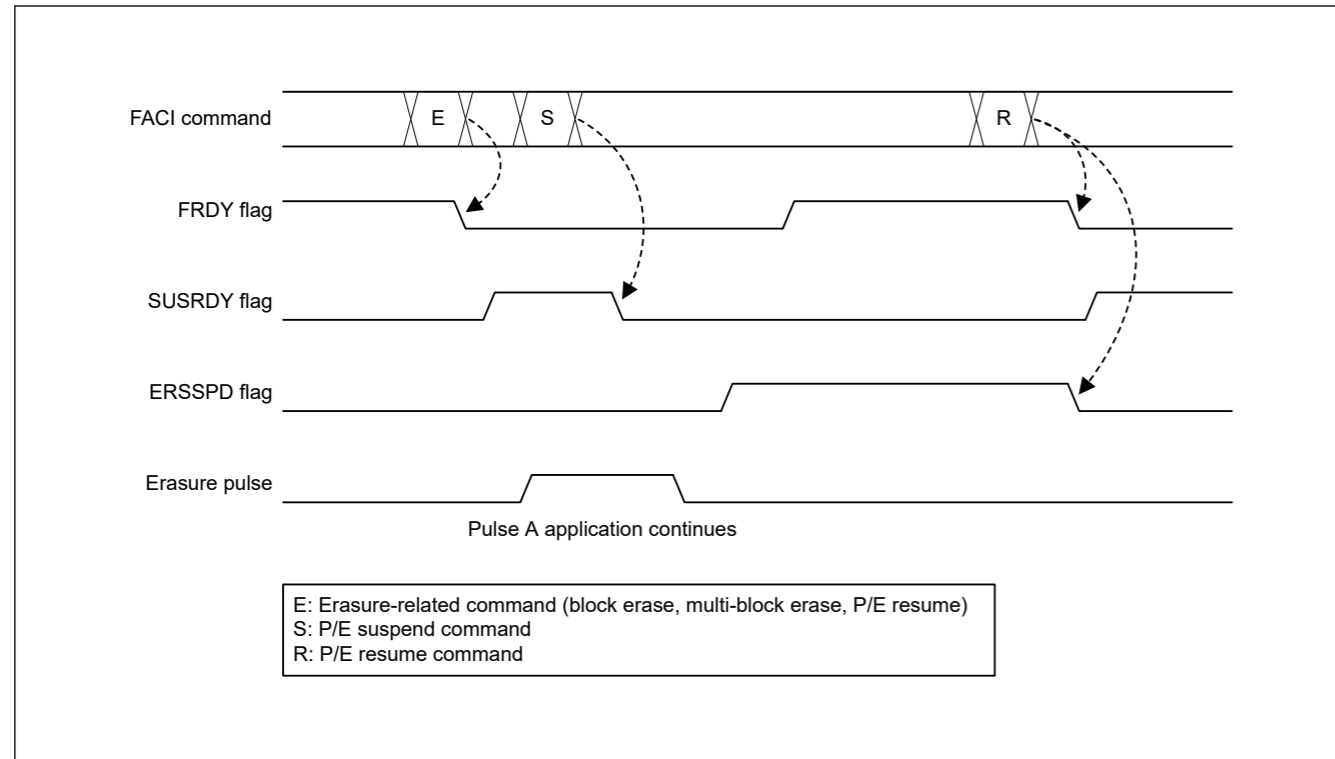 FACI command
E
S
R
FRDY flag
SUSRDY flag
ERSSPD flag
Erasure pulse
Pulse A application continues
E: Erasure-related command (block erase, multi-block erase, P/E resume)
S: P/E suspend command
R: P/E resume command